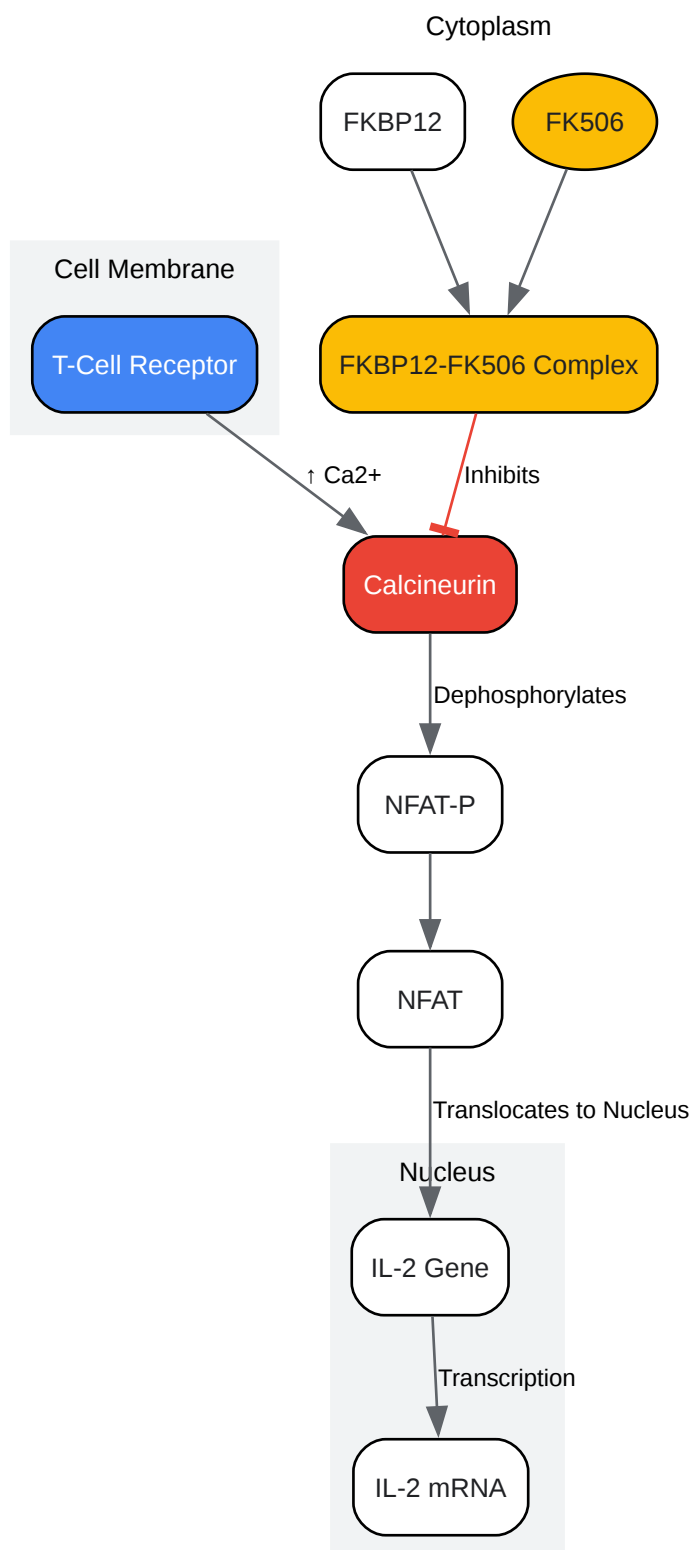 Cytoplasm
FKBP12
FK506
Cell Membrane
T-Cell Receptor
FKBP12-FK506 Complex
↑ Ca2+
Inhibits
Calcineurin
Dephosphorylates
NFAT-P
NFAT
Translocates to Nucleus
Nucleus
IL-2 Gene
Transcription
IL-2 mRNA